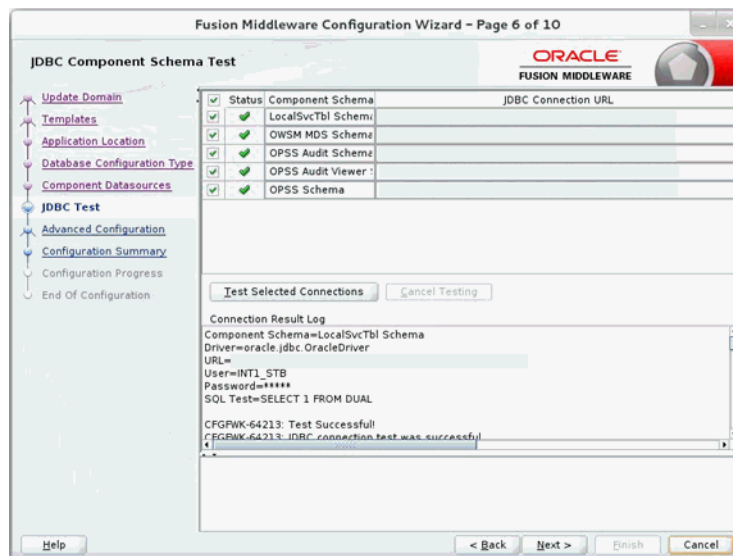 Fusion Middleware Configuration Wizard - Page 6 of 10
JDBC Component Schema Test
ORACLE
FUSION MIDDLEWARE
Update Domain
Templates
Application Location
Database Configuration Type
Component Datasources
JDBC Test
Advanced Configuration
Configuration Summary
Configuration Progress
End Of Configuration
Status Component Schema JDBC Connection URL
LocalSvcTbl Schema
OWSM MDS Schema
OPSS Audit Schema
OPSS Audit Viewer S
OPSS Schema
Test Selected Connections Cancel Testing
Connection Result Log
Component Schema=LocalSvcTbl Schema
Driver=oracle.jdbc.OracleDriver
URL=
User=INT1_STB
Password=*****
SQL Test=SELECT 1 FROM DUAL
CFGFWK-64213: Test Successful!
CFGFWK-64213: JDBC connection test was successful
Help < Back Next > Finish Cancel